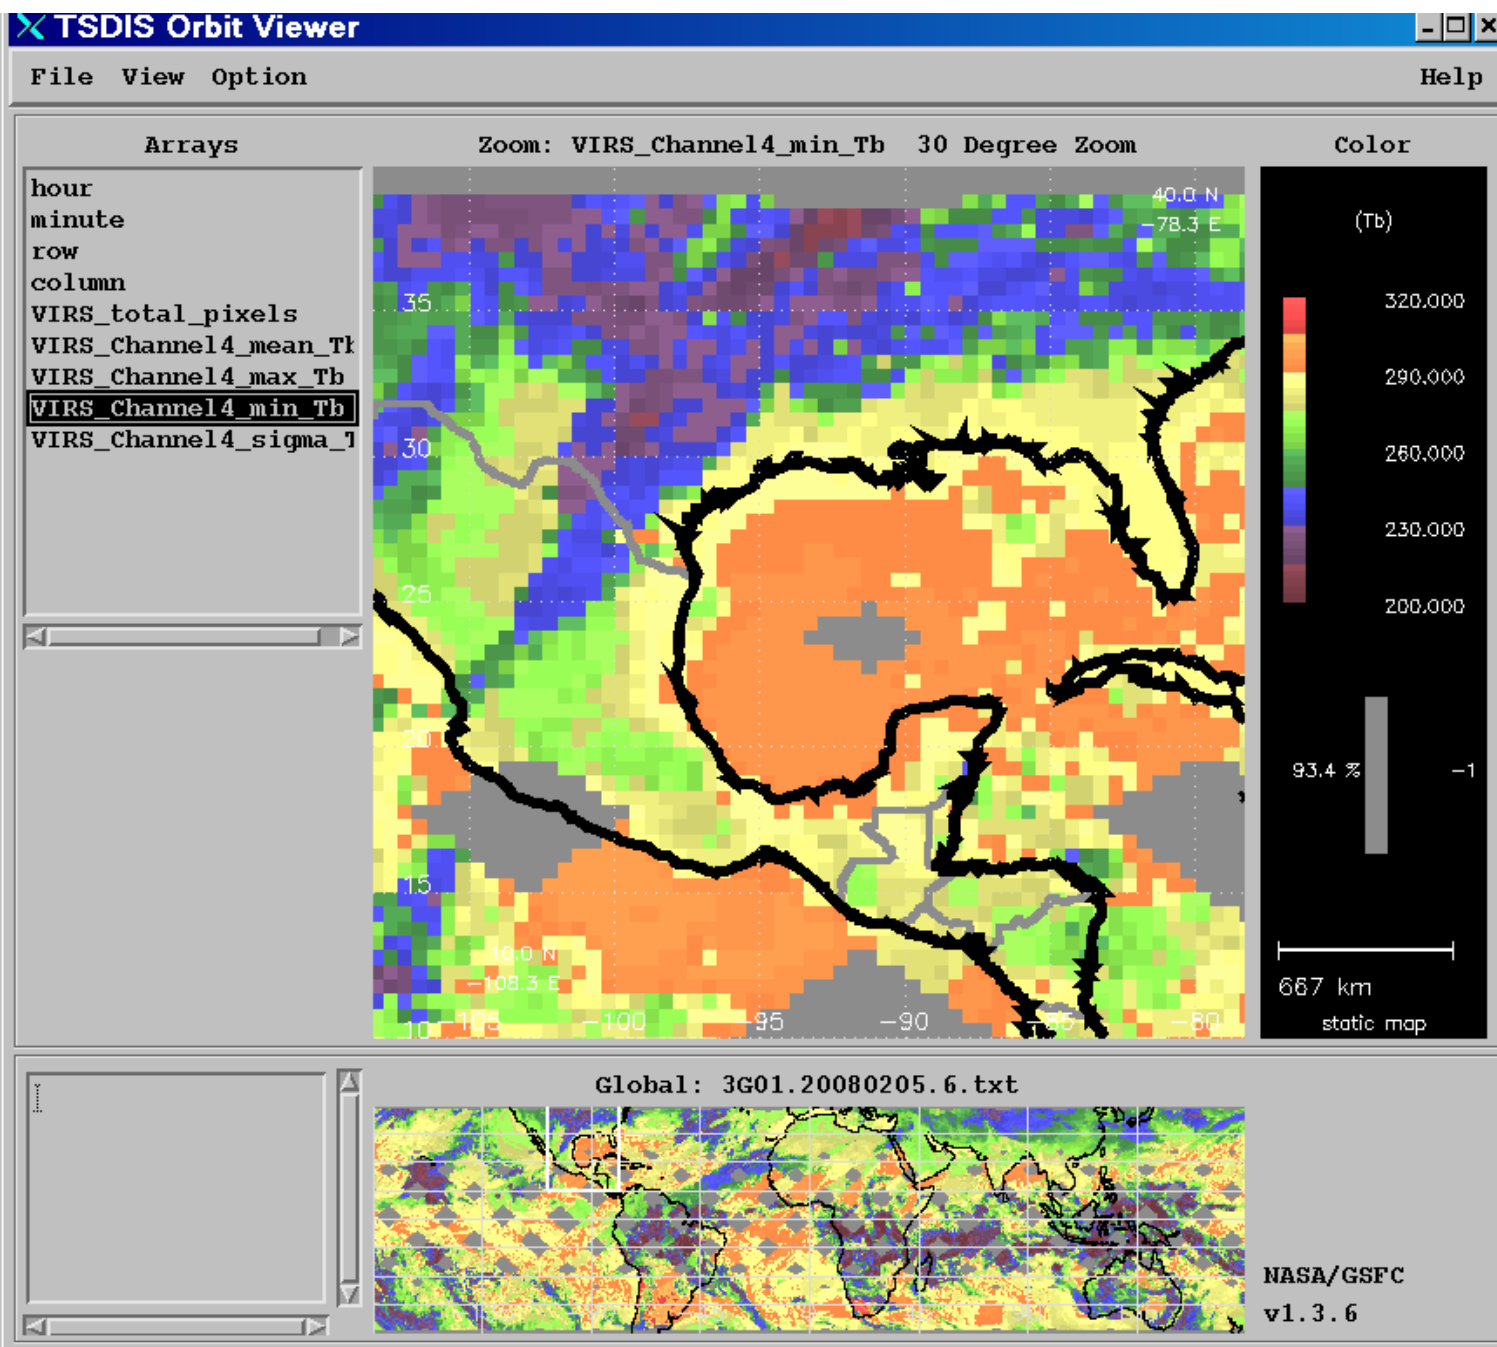 TSDIS Orbit Viewer
File View Option Help
Arrays
hour
minute
row
column
VIRS_total_pixels
VIRS_Channel4_mean_Tb
VIRS_Channel4_max_Tb
VIRS_Channel4_min_Tb
VIRS_Channel4_sigma_T
Zoom: VIRS_Channel4_min_Tb 30 Degree Zoom
40.0 N
-78.3 E
35
30
25
20
15
10.0 N
-108.3 E
10 -105 -100 -95 -90 -85 -80
Color
(Tb)
320.000
290.000
260.000
230.000
200.000
93.4 % -1
667 km
static map
Global: 3G01.20080205.6.txt
NASA/GSFC
v1.3.6